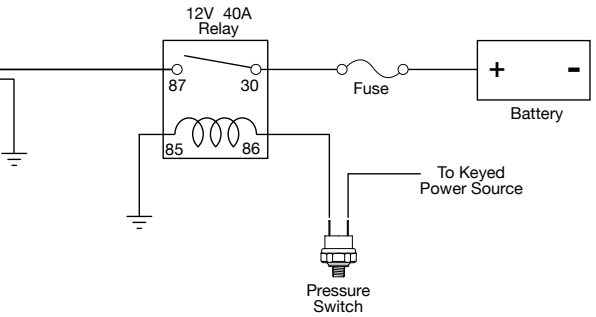 12V 40A
Relay
87
30
Fuse
+
-
Battery
85
86
To Keyed
Power Source
Pressure
Switch